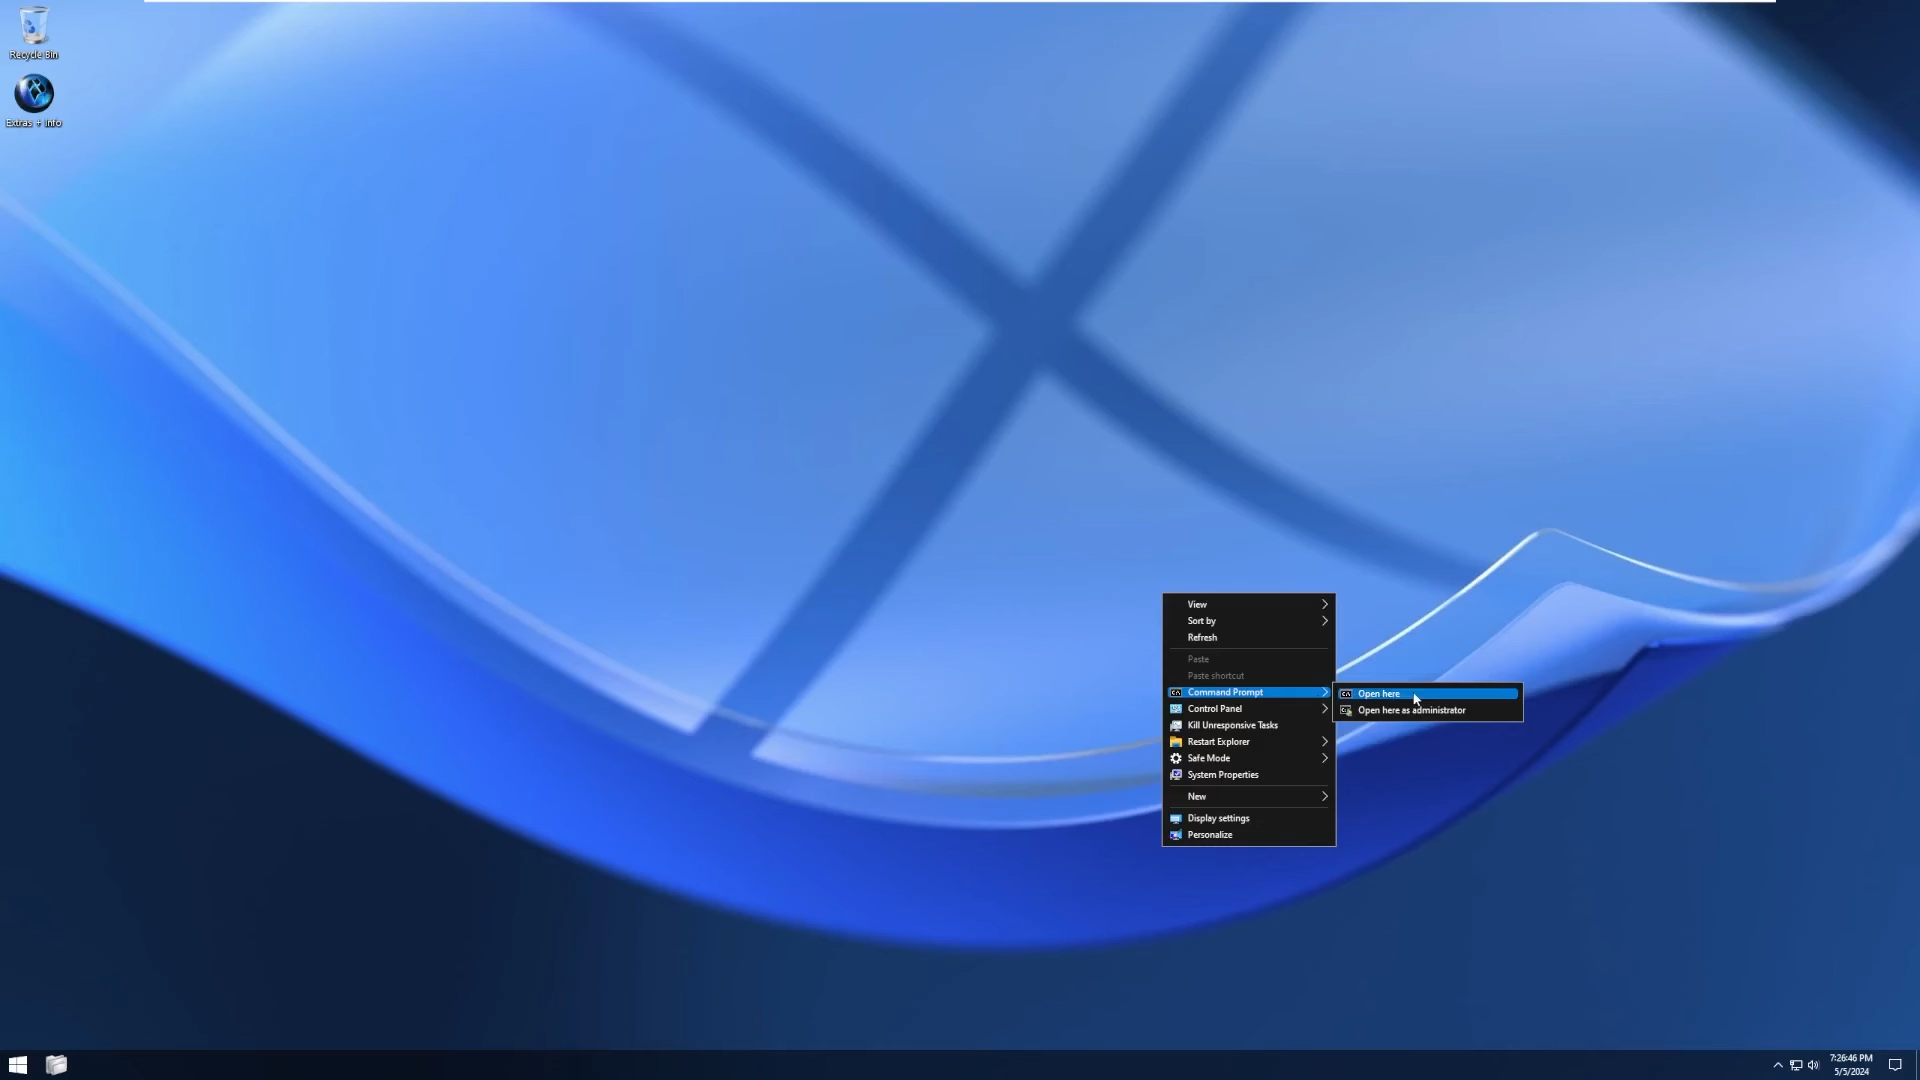 Recycle Bin
Extras + Info
View
Sort by
Refresh
Paste
Paste shortcut
Command Prompt
Open here
Open here as administrator
Control Panel
Kill Unresponsive Tasks
Restart Explorer
Safe Mode
System Properties
New
Display settings
Personalize
7:26:46 PM
5/5/2024